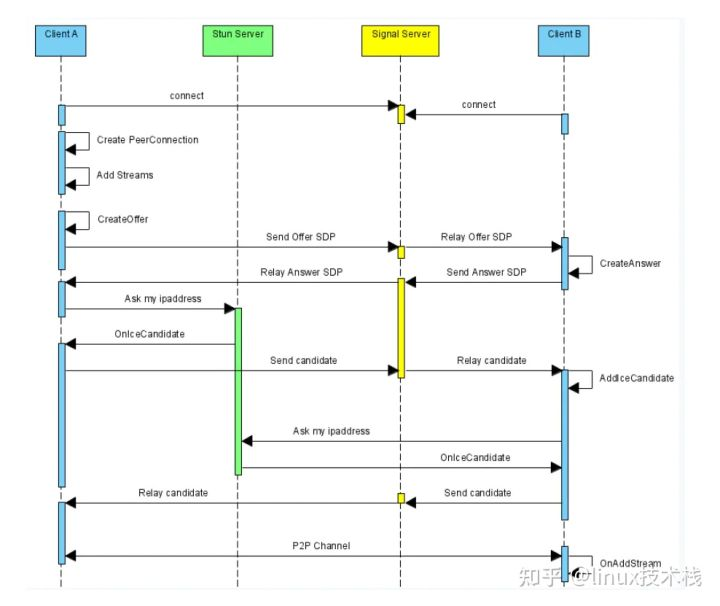 Client A
Stun Server
Signal Server
Client B
connect
connect
Create PeerConnection
Add Streams
CreateOffer
Send Offer SDP
Relay Offer SDP
CreateAnswer
Relay Answer SDP
Send Answer SDP
Ask my ipaddress
OnIceCandidate
Send candidate
Relay candidate
AddIceCandidate
Ask my ipaddress
OnIceCandidate
Relay candidate
Send candidate
P2P Channel
OnAddStream
知乎 @linux技术栈